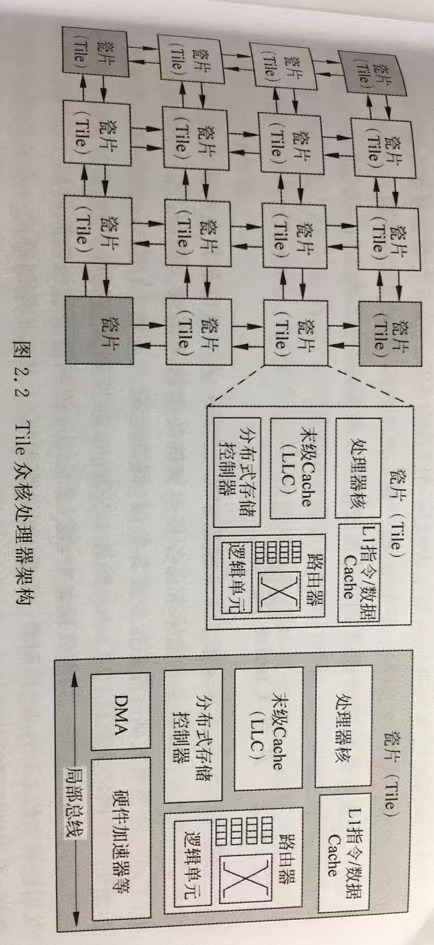 瓷片
(Tile)
瓷片
(Tile)
瓷片
(Tile)
瓷片
(Tile)
瓷片
(Tile)
瓷片
(Tile)
瓷片
(Tile)
瓷片
(Tile)
瓷片
(Tile)
瓷片
(Tile)
瓷片
(Tile)
瓷片
(Tile)
瓷片
(Tile)
瓷片
(Tile)
瓷片
(Tile)
瓷片
(Tile)
瓷片（Tile）
处理器核
L1指令/数据
Cache
末级Cache
(LLC)
路由器
分布式存储
控制器
逻辑单元
瓷片（Tile）
处理器核
L1指令/数据
Cache
末级Cache
(LLC)
路由器
分布式存储
控制器
逻辑单元
DMA
硬件加速器等
局部总线
图 2.2 Tile 众核处理器架构